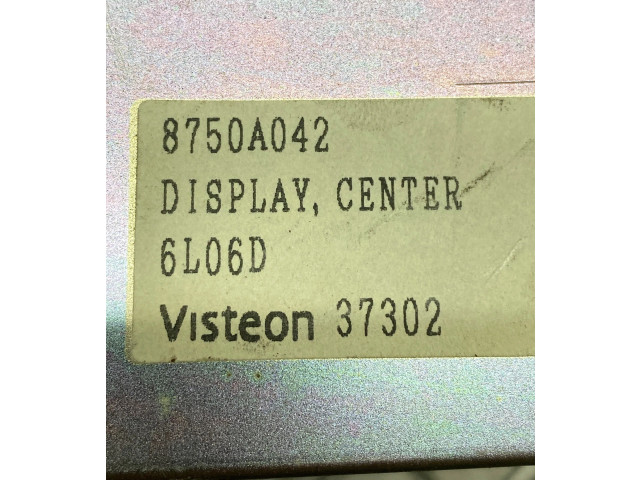 8750A042
DISPLAY, CENTER
6L06D
Visteon 37302